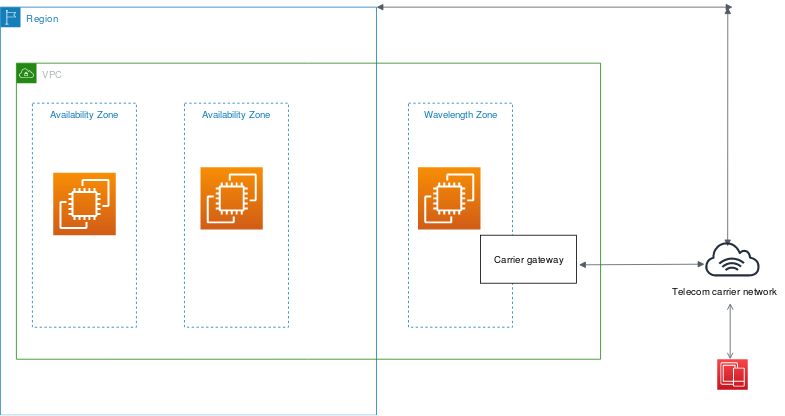 Region
VPC
Availability Zone
Availability Zone
Wavelength Zone
Carrier gateway
Telecom carrier network